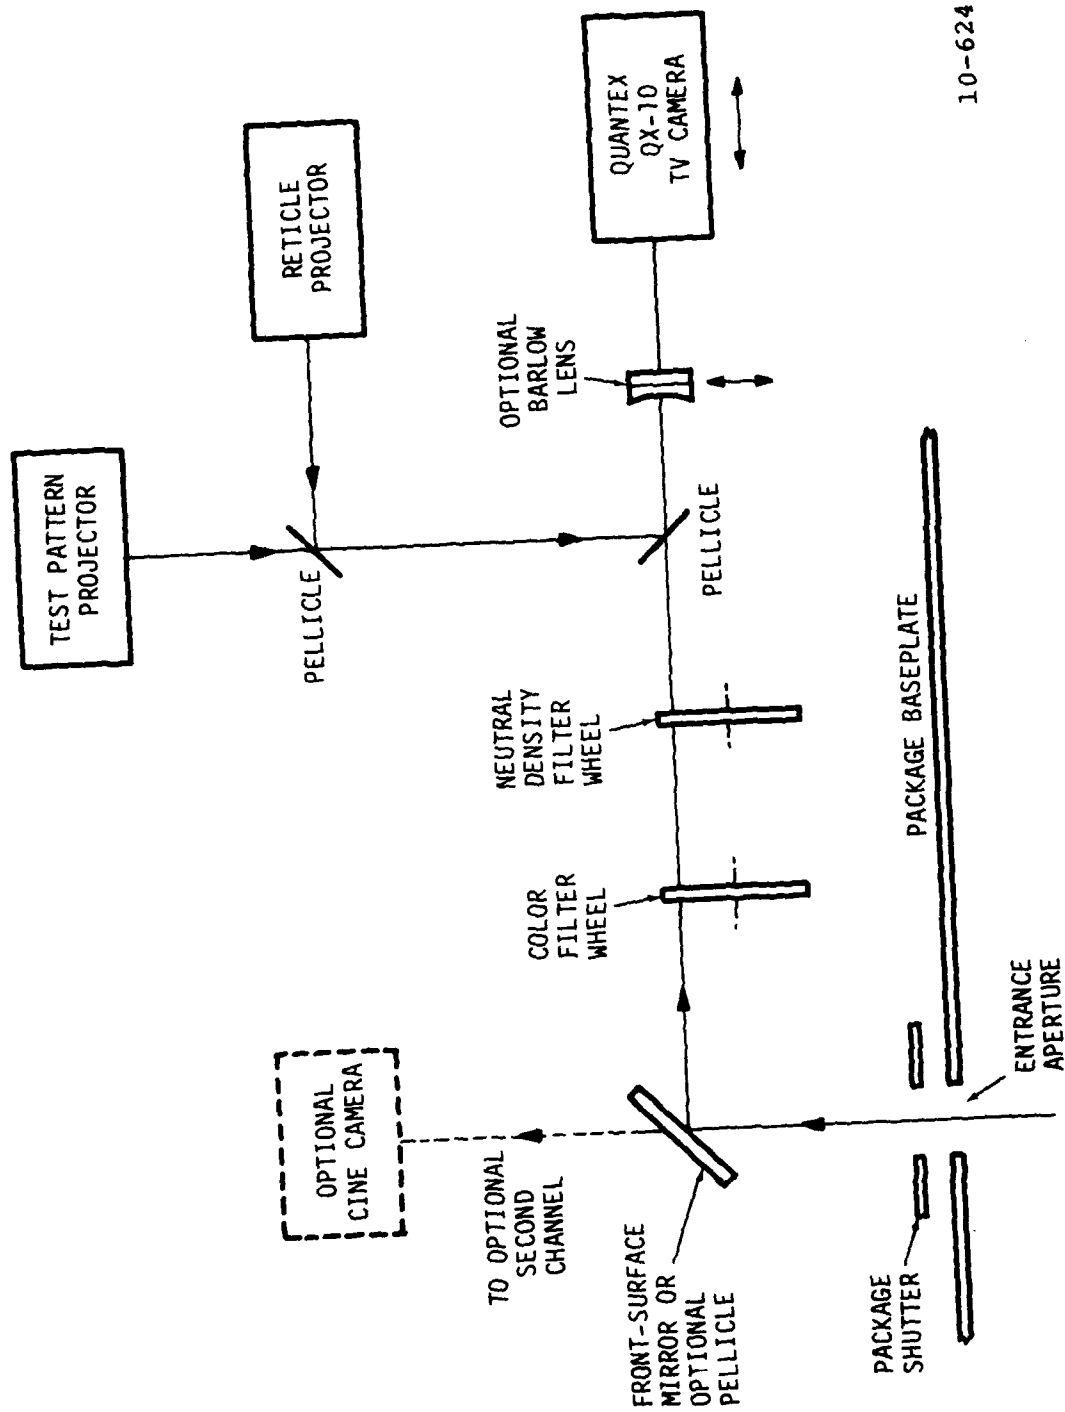 TEST PATTERN
PROJECTOR
RETICLE
PROJECTOR
PELLICLE
QUANTEX
QX-10
TV CAMERA
OPTIONAL
BARLOW
LENS
PELLICLE
NEUTRAL
DENSITY
FILTER
WHEEL
COLOR
FILTER
WHEEL
OPTIONAL
CINE CAMERA
TO OPTIONAL
SECOND
CHANNEL
FRONT-SURFACE
MIRROR OR
OPTIONAL
PELLICLE
PACKAGE BASEPLATE
ENTRANCE
APERTURE
PACKAGE
SHUTTER
10-624